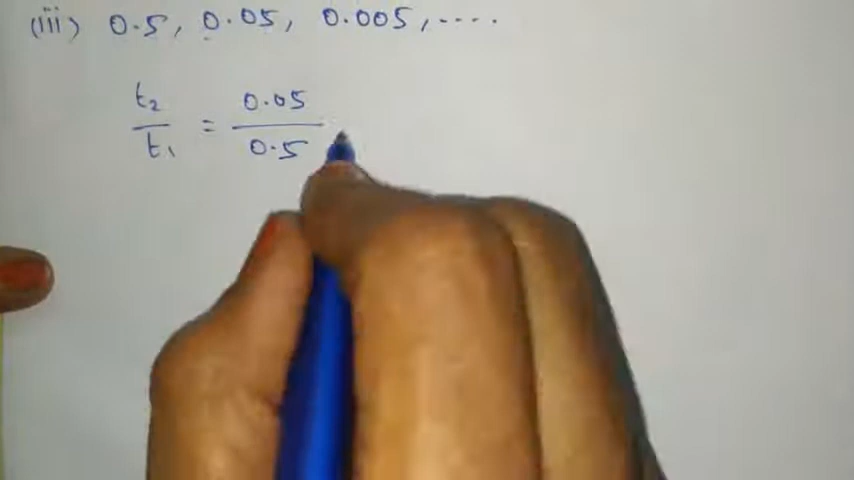 (iii) 0.5, 0.05, 0.005, ....
t₂/t₁ = 0.05/0.5